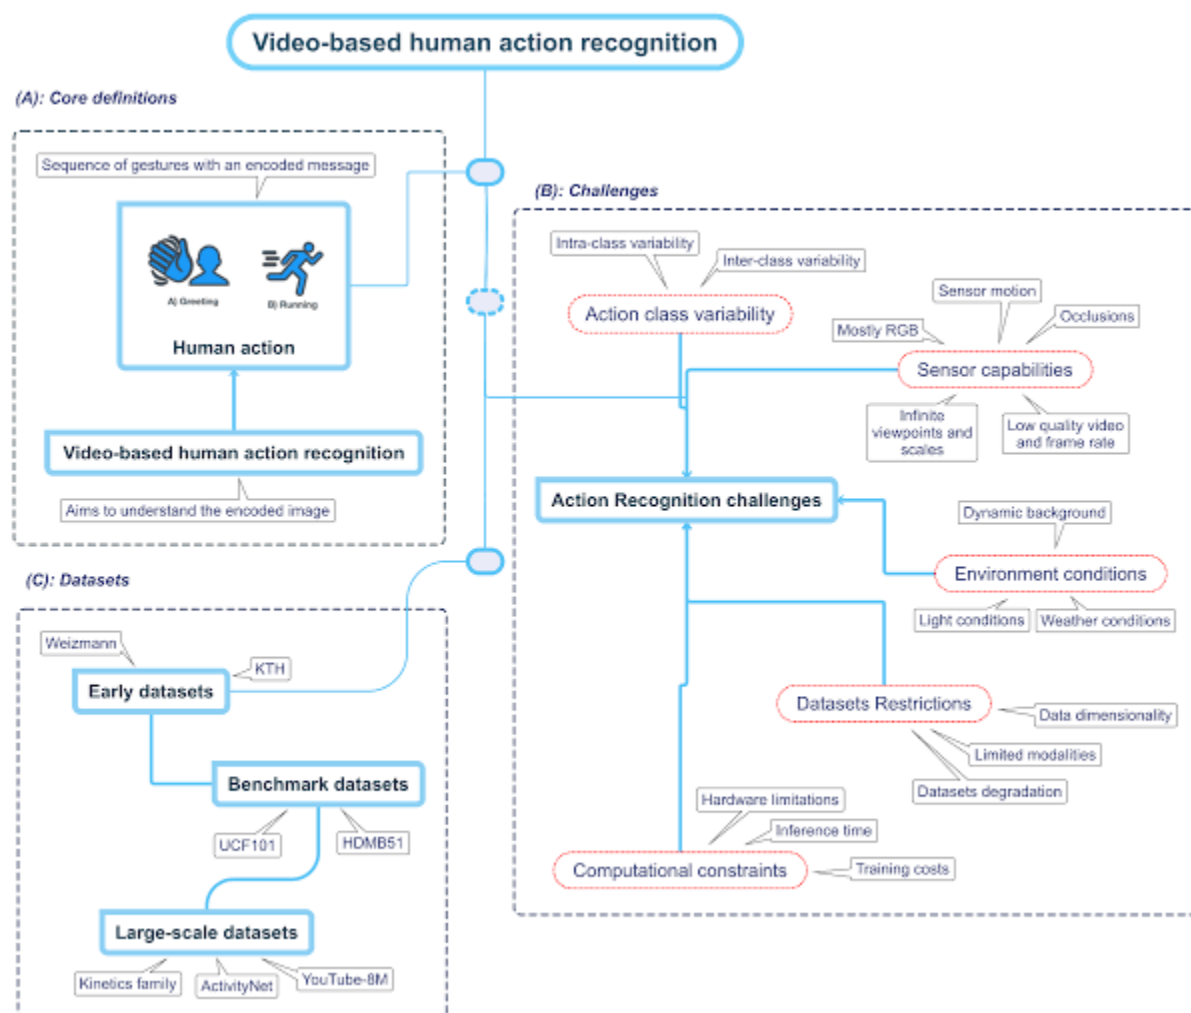 Video-based human action recognition
(A): Core definitions
Sequence of gestures with an encoded message
A) Greeting
B) Running
Human action
Video-based human action recognition
Aims to understand the encoded image
(B): Challenges
Intra-class variability
Inter-class variability
Action class variability
Sensor motion
Mostly RGB
Occlusions
Sensor capabilities
Infinite
viewpoints and
scales
Low quality video
and frame rate
Action Recognition challenges
Dynamic background
Environment conditions
Light conditions
Weather conditions
Datasets Restrictions
Data dimensionality
Limited modalities
Datasets degradation
Hardware limitations
Inference time
Computational constraints
Training costs
(C): Datasets
Weizmann
KTH
Early datasets
Benchmark datasets
UCF101
HDMB51
Large-scale datasets
Kinetics family
ActivityNet
YouTube-8M